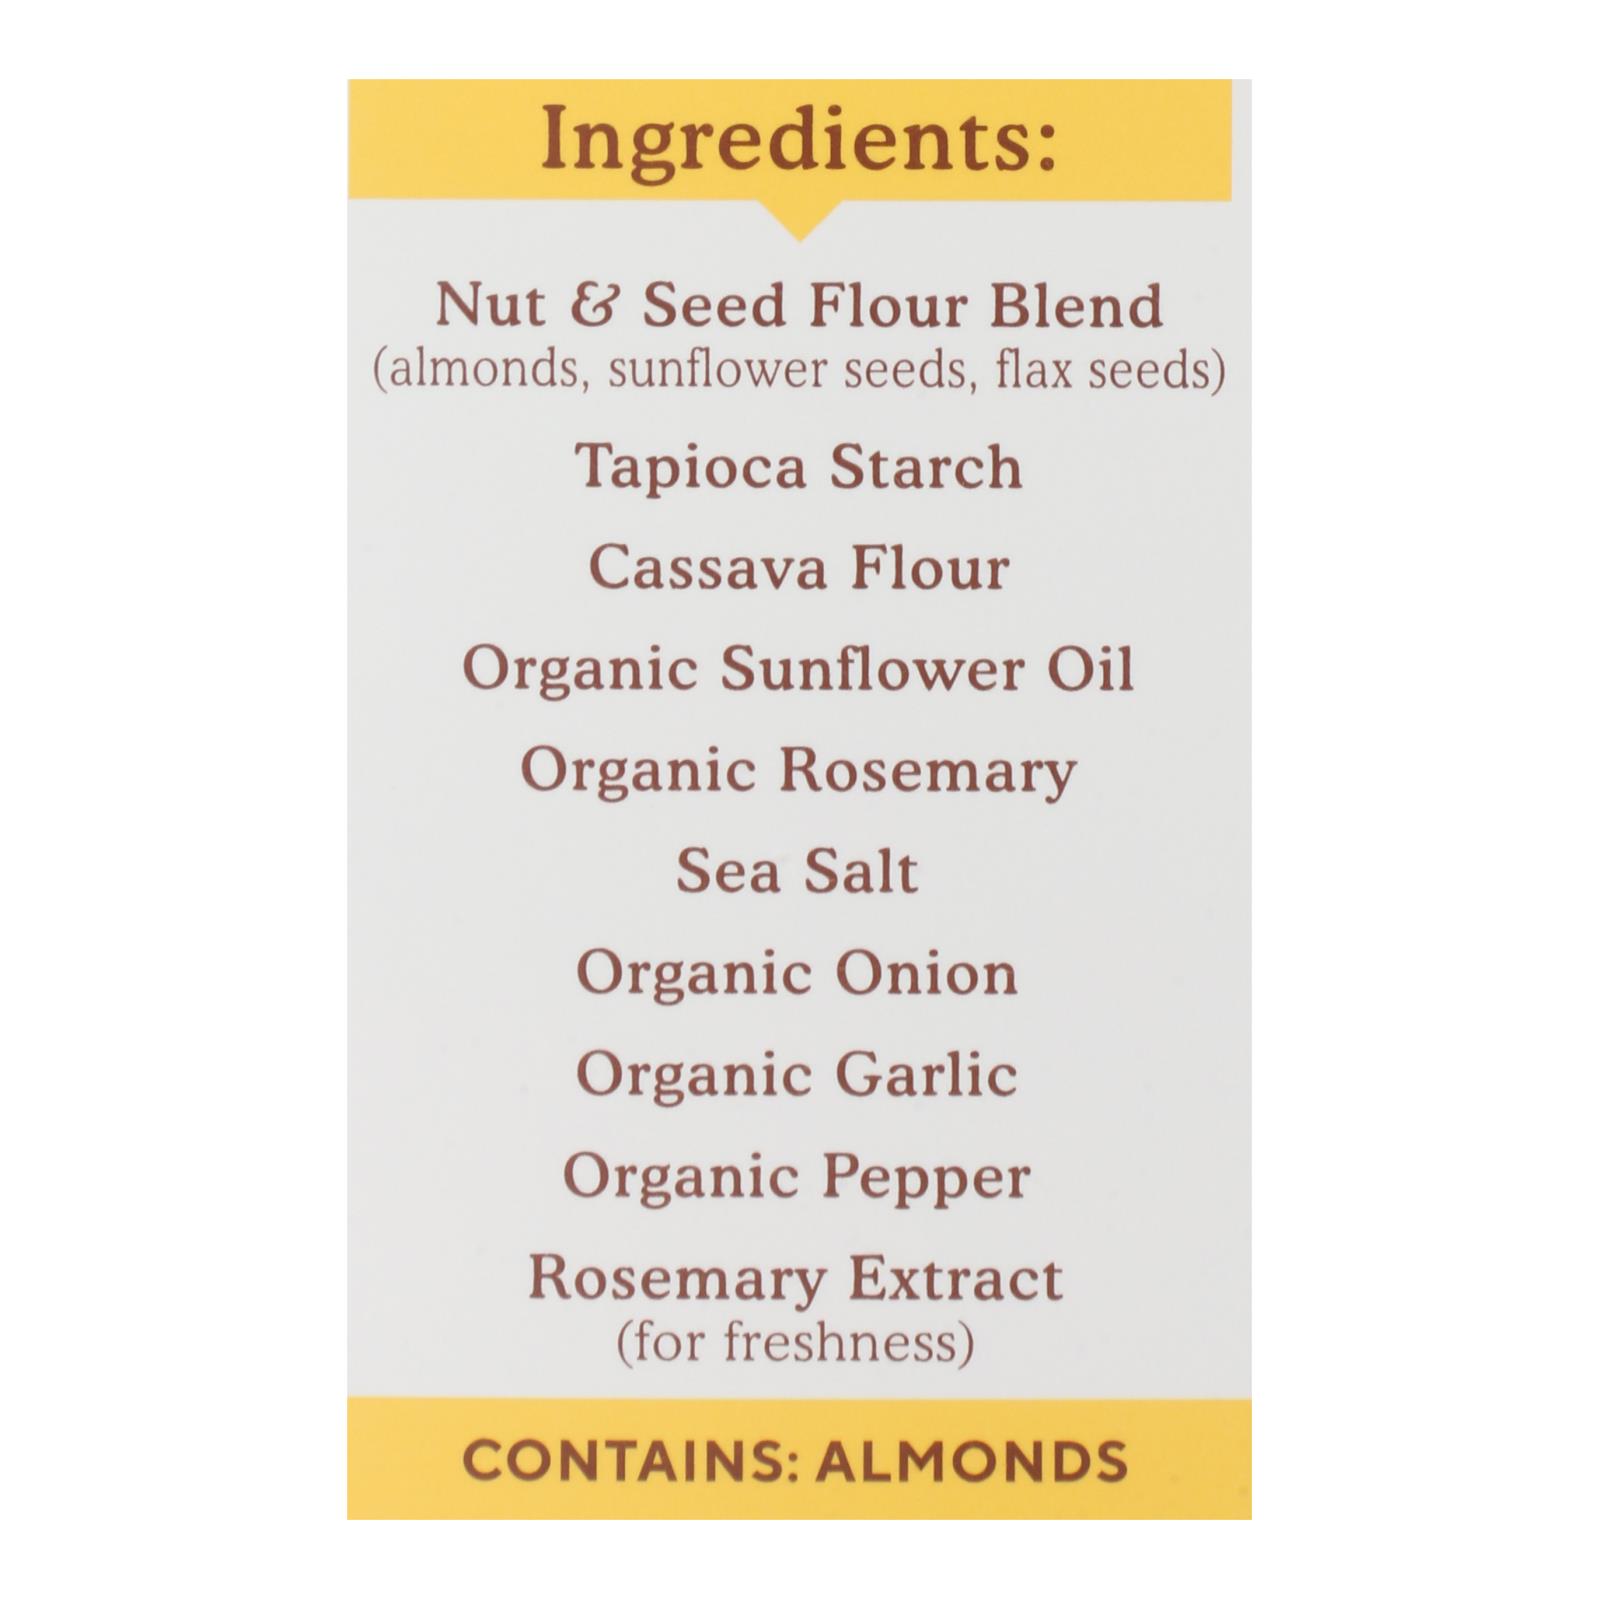 Ingredients:
Nut & Seed Flour Blend
(almonds, sunflower seeds, flax seeds)
Tapioca Starch
Cassava Flour
Organic Sunflower Oil
Organic Rosemary
Sea Salt
Organic Onion
Organic Garlic
Organic Pepper
Rosemary Extract
(for freshness)
CONTAINS: ALMONDS